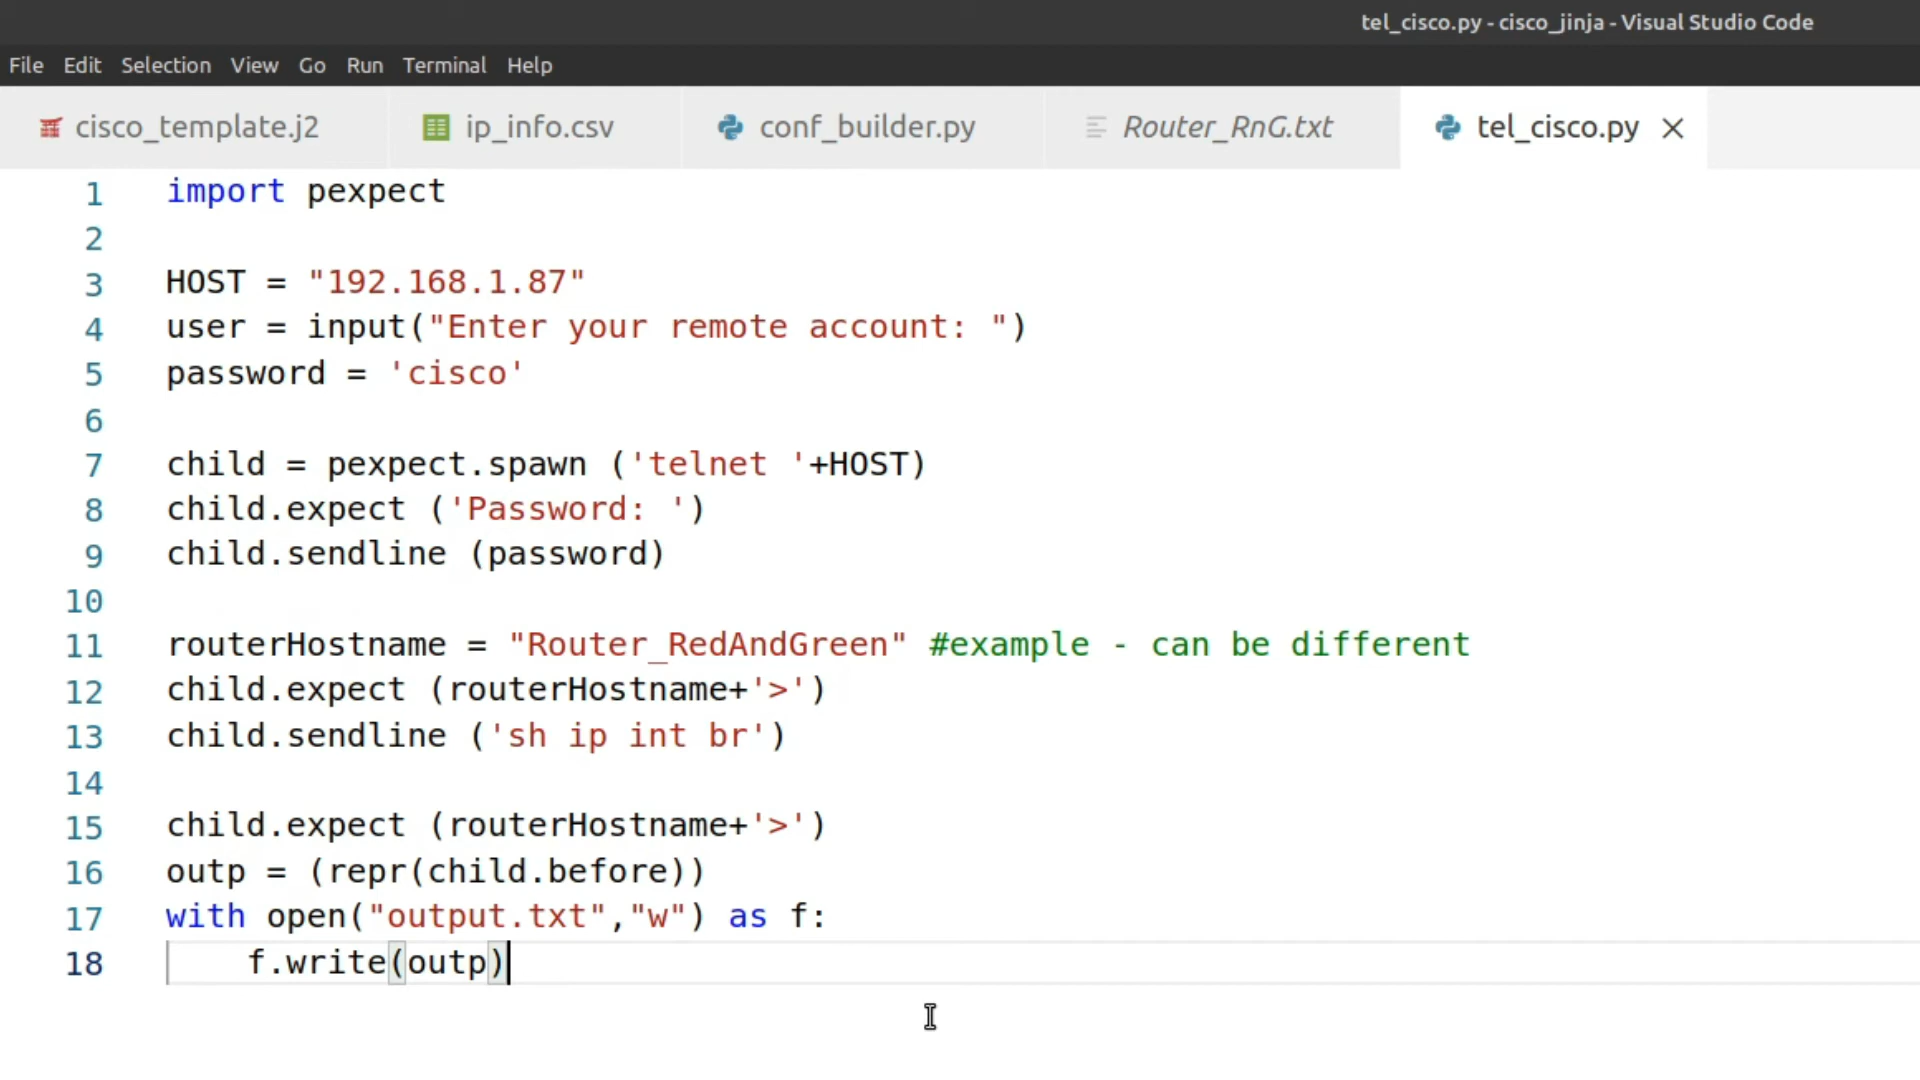 tel_cisco.py - cisco_jinja - Visual Studio Code
File Edit Selection View Go Run Terminal Help
cisco_template.j2 ip_info.csv conf_builder.py Router_RnG.txt tel_cisco.py
1 import pexpect
2
3 HOST = "192.168.1.87"
4 user = input("Enter your remote account: ")
5 password = 'cisco'
6
7 child = pexpect.spawn ('telnet '+HOST)
8 child.expect ('Password: ')
9 child.sendline (password)
10
11 routerHostname = "Router_RedAndGreen" #example - can be different
12 child.expect (routerHostname+'>')
13 child.sendline ('sh ip int br')
14
15 child.expect (routerHostname+'>')
16 outp = (repr(child.before))
17 with open("output.txt","w") as f:
18     f.write(outp)